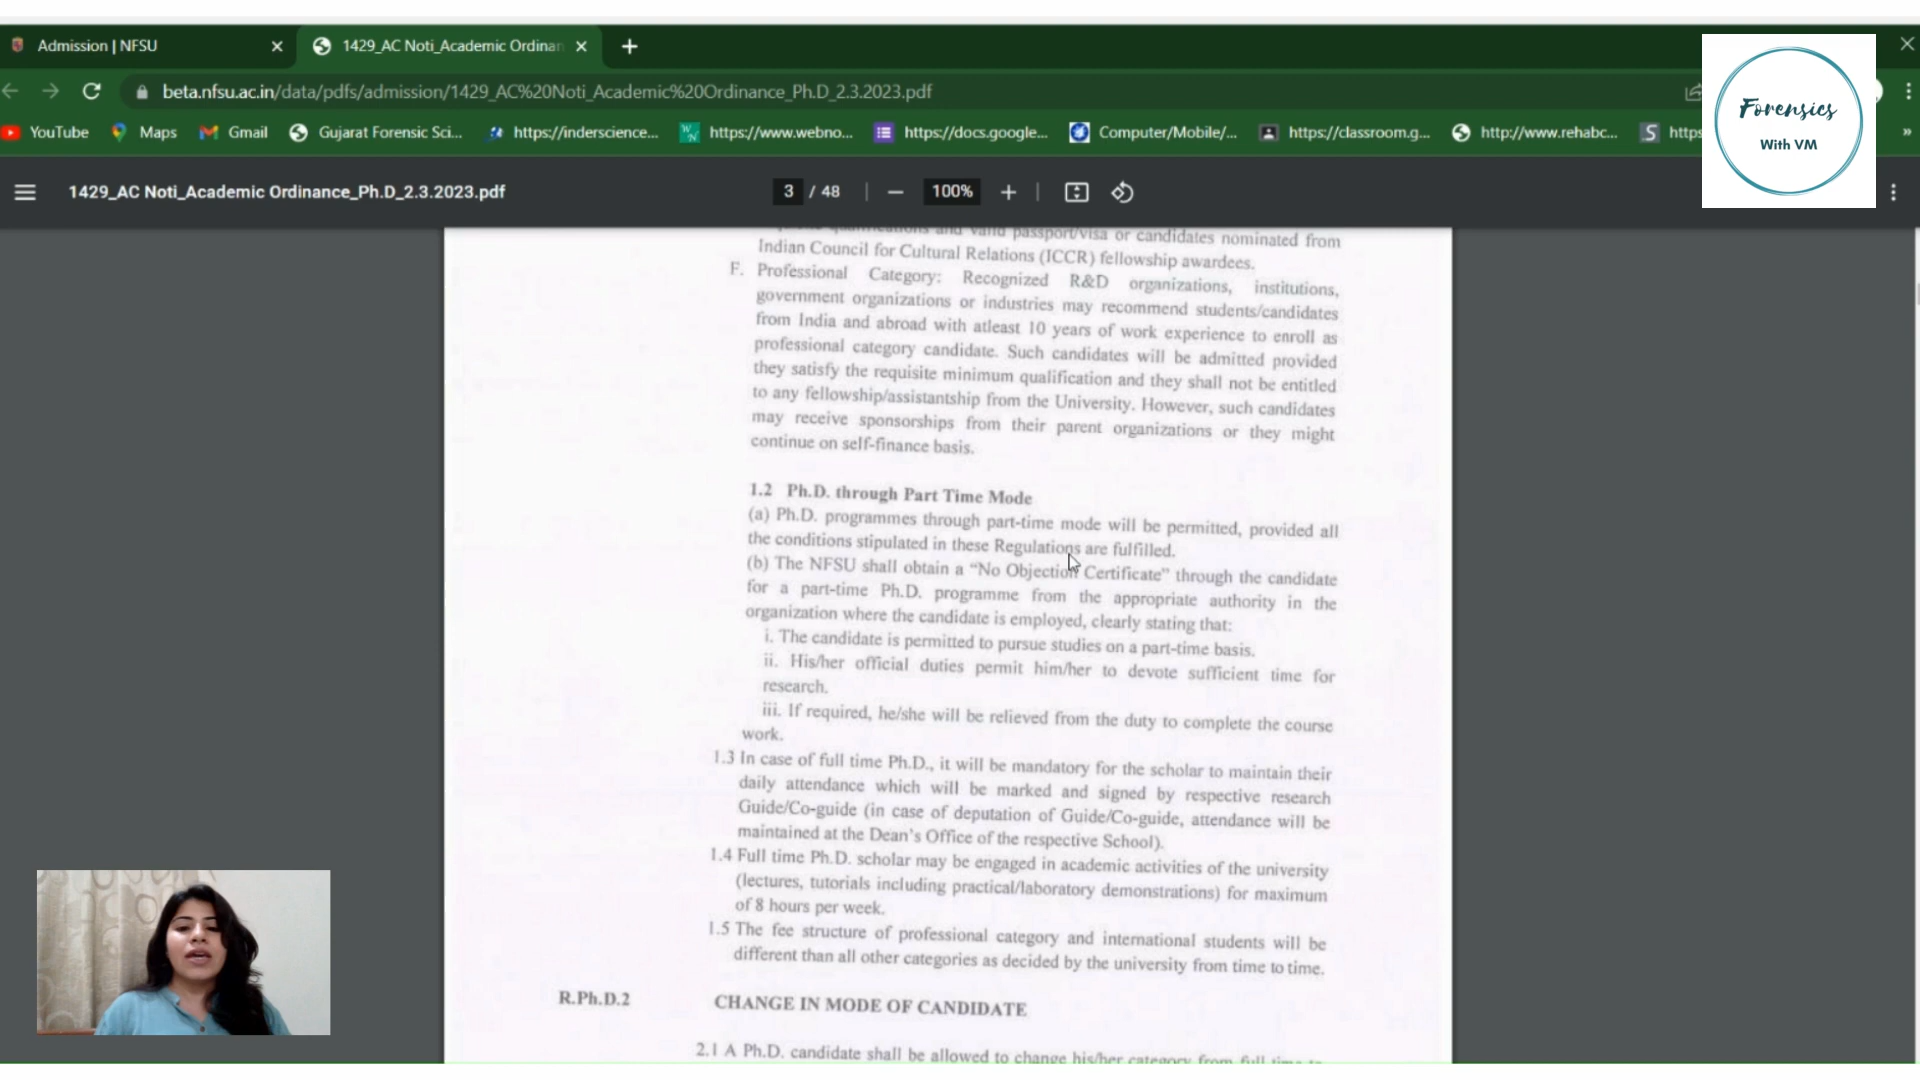 Admission | NFSU
1429_AC Noti_Academic Ordinan
beta.nfsu.ac.in/data/pdfs/admission/1429_AC%20Noti_Academic%20Ordinance_Ph.D_2.3.2023.pdf
YouTube Maps Gmail Gujarat Forensic Sci... https://inderscience... https://www.webno... https://docs.google... Computer/Mobile/... https://classroom.g... http://www.rehabc... https
Forensics
With VM
1429_AC Noti_Academic Ordinance_Ph.D_2.3.2023.pdf 3 / 48 100%
qualifications and valid passport/visa or candidates nominated from
Indian Council for Cultural Relations (ICCR) fellowship awardees.
F. Professional Category: Recognized R&D organizations, institutions,
government organizations or industries may recommend students/candidates
from India and abroad with atleast 10 years of work experience to enroll as
professional category candidate. Such candidates will be admitted provided
they satisfy the requisite minimum qualification and they shall not be entitled
to any fellowship/assistantship from the University. However, such candidates
may receive sponsorships from their parent organizations or they might
continue on self-finance basis.
1.2 Ph.D. through Part Time Mode
(a) Ph.D. programmes through part-time mode will be permitted, provided all
the conditions stipulated in these Regulations are fulfilled.
(b) The NFSU shall obtain a “No Objection Certificate” through the candidate
for a part-time Ph.D. programme from the appropriate authority in the
organization where the candidate is employed, clearly stating that:
i. The candidate is permitted to pursue studies on a part-time basis.
ii. His/her official duties permit him/her to devote sufficient time for
research.
iii. If required, he/she will be relieved from the duty to complete the course
work.
1.3 In case of full time Ph.D., it will be mandatory for the scholar to maintain their
daily attendance which will be marked and signed by respective research
Guide/Co-guide (in case of deputation of Guide/Co-guide, attendance will be
maintained at the Dean's Office of the respective School).
1.4 Full time Ph.D. scholar may be engaged in academic activities of the university
(lectures, tutorials including practical/laboratory demonstrations) for maximum
of 8 hours per week.
1.5 The fee structure of professional category and international students will be
different than all other categories as decided by the university from time to time.
R.Ph.D.2 CHANGE IN MODE OF CANDIDATE
2.1 A Ph.D. candidate shall be allowed to change his/her category from full time to